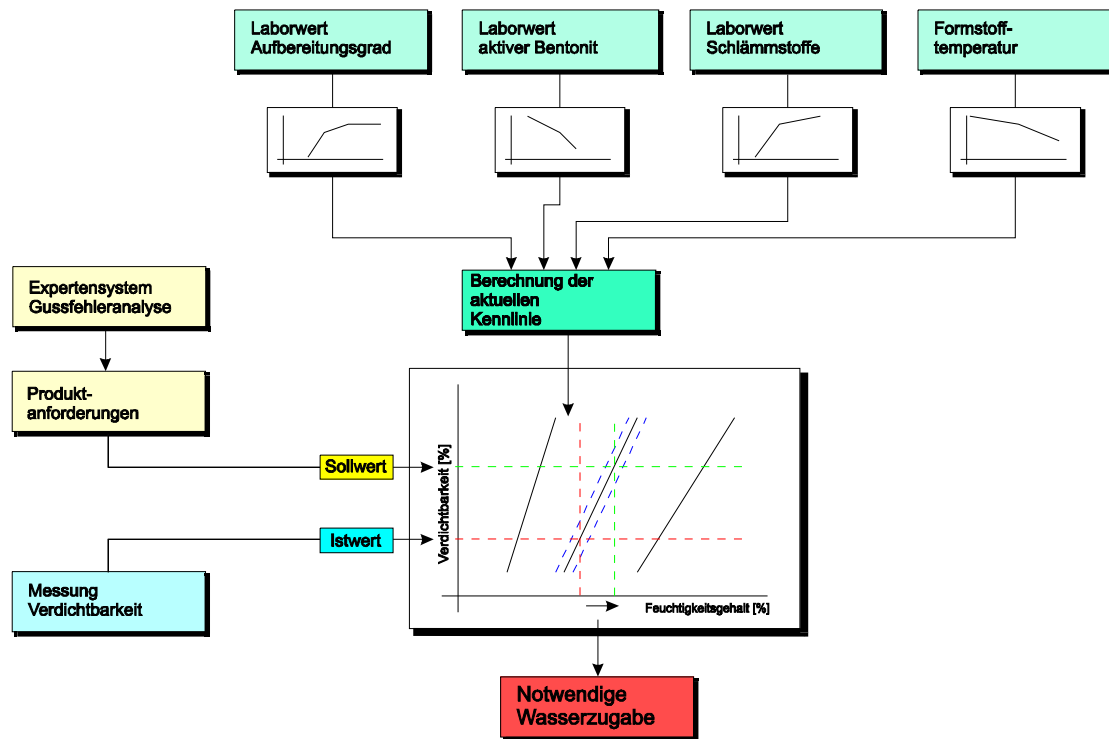 Laborwert
Aufbereitungsgrad
Laborwert
aktiver Bentonit
Laborwert
Schlämmstoffe
Formstoff-
temperatur
Berechnung der
aktuellen
Kennlinie
Expertensystem
Gussfehleranalyse
Produkt-
anforderungen
Sollwert
Istwert
Messung
Verdichtbarkeit
Verdichtbarkeit [%]
Feuchtigkeitsgehalt [%]
Notwendige
Wasserzugabe